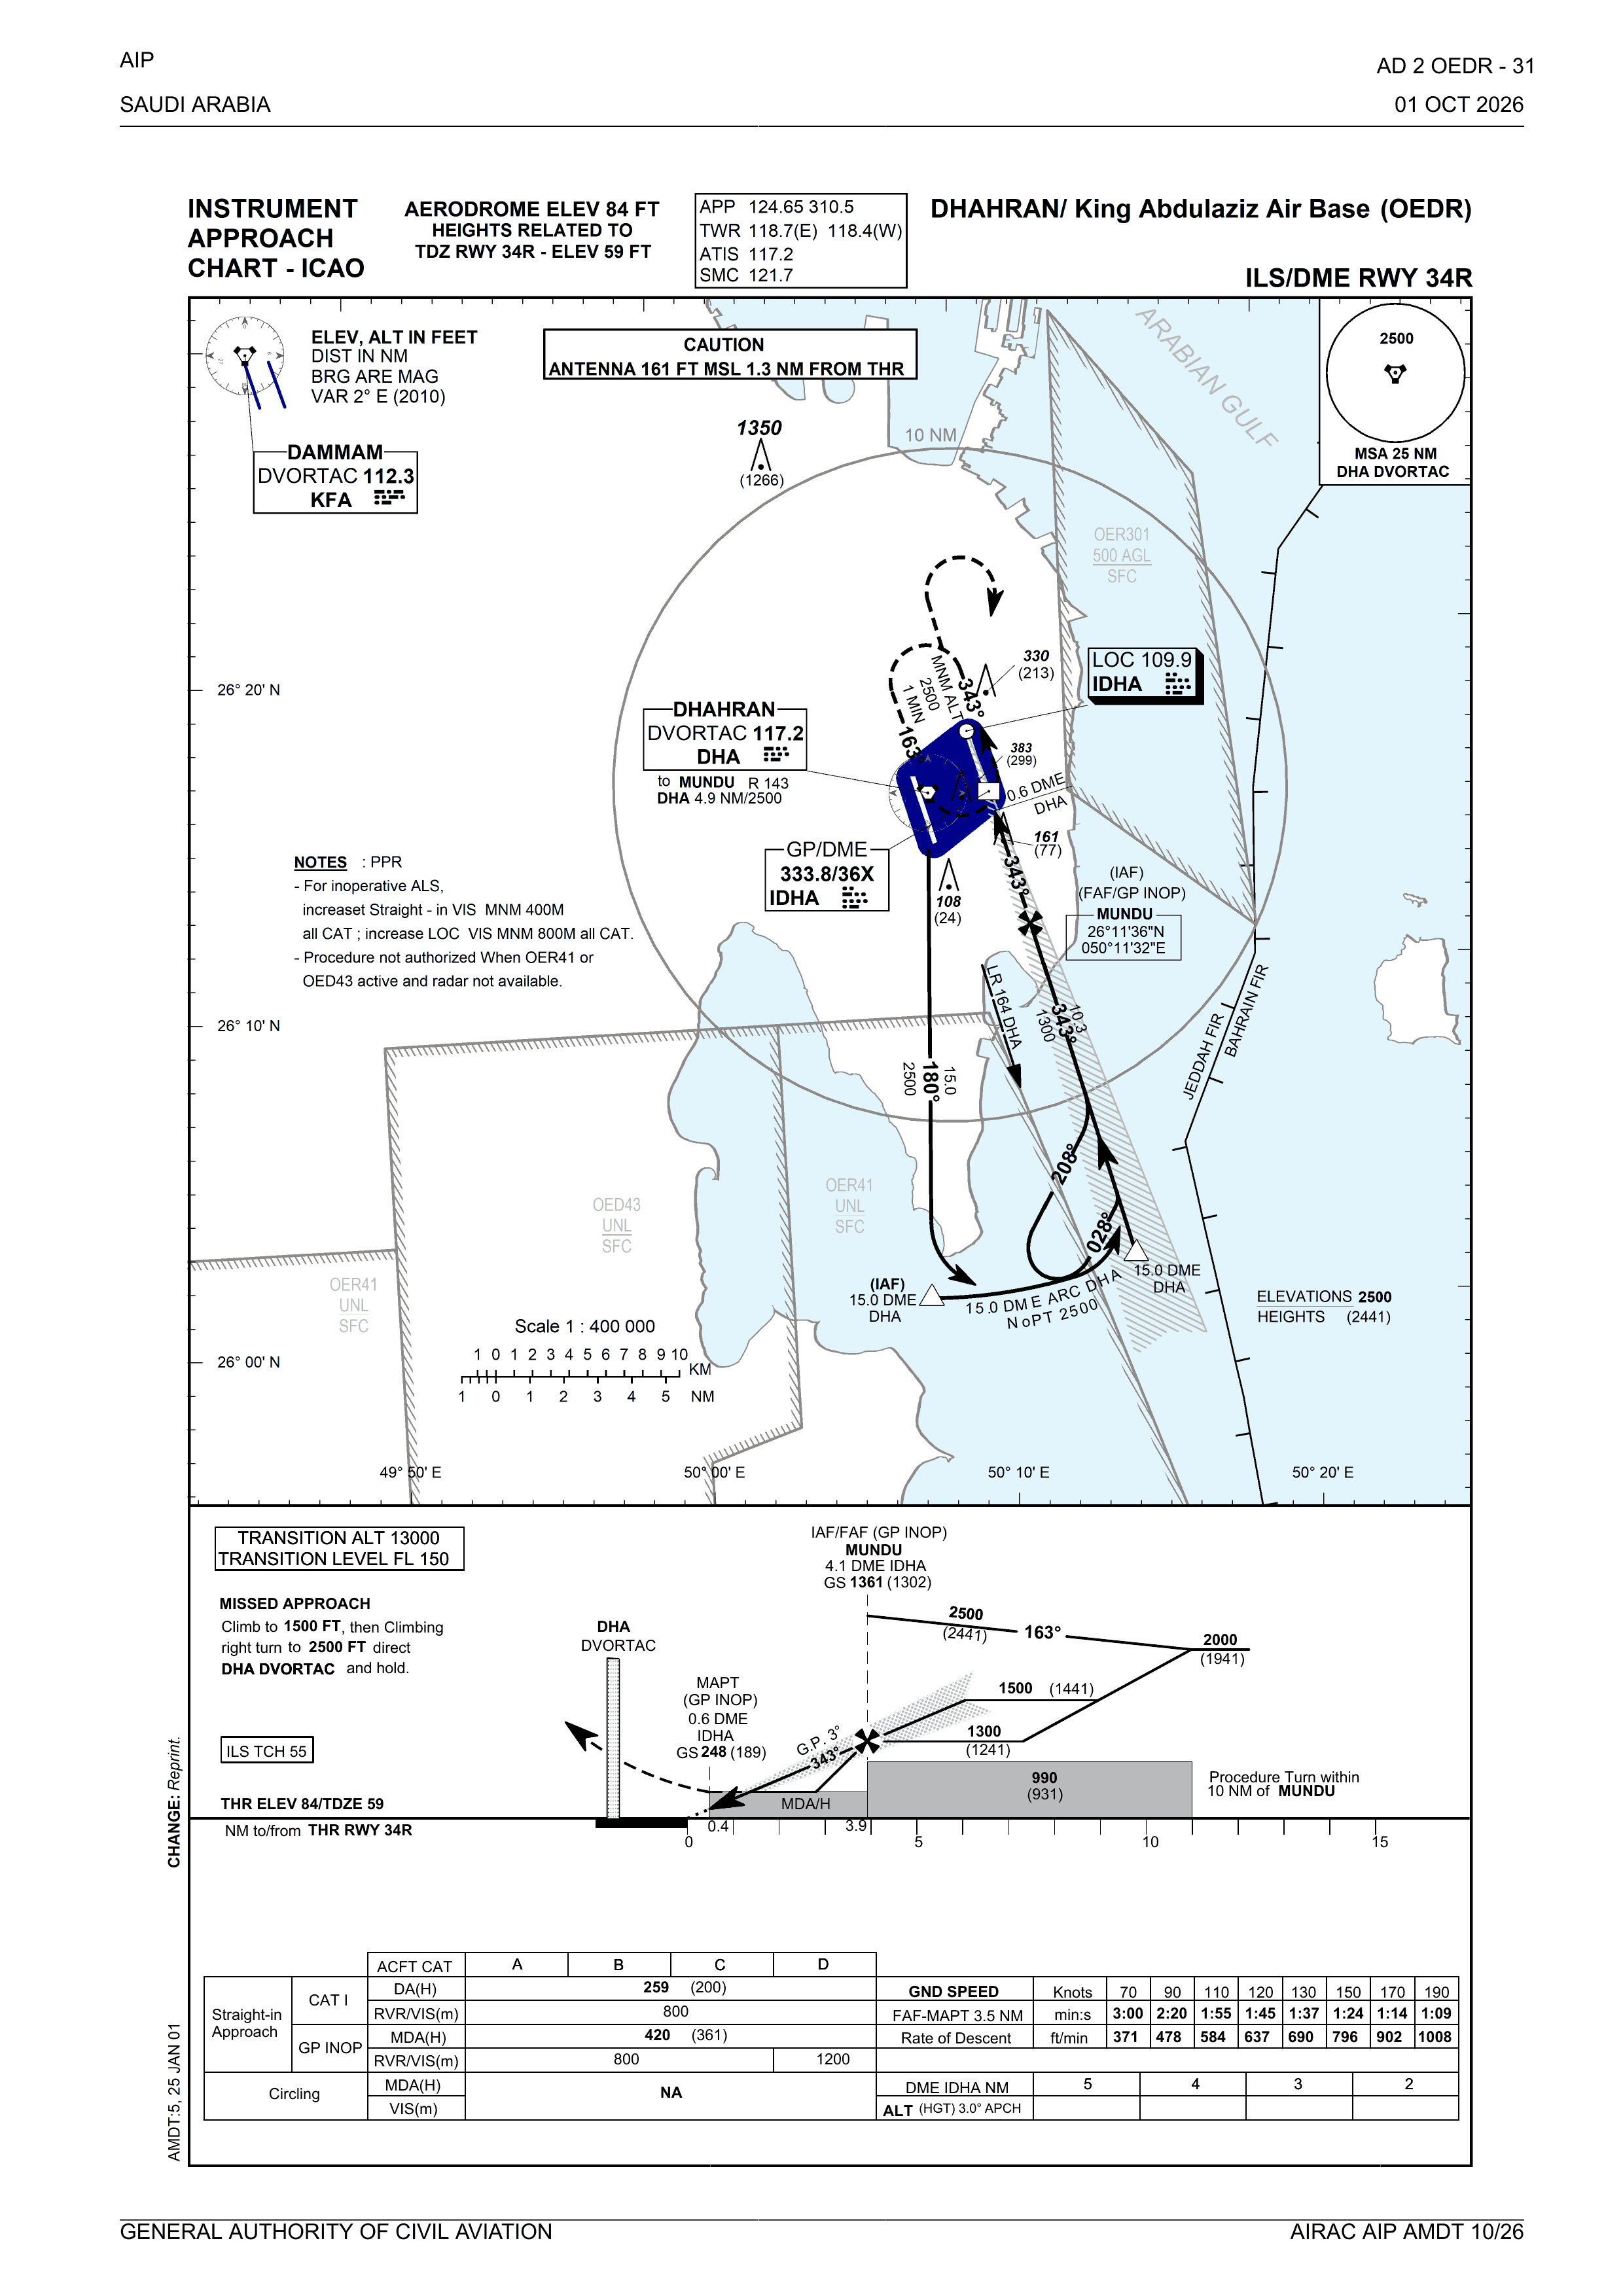 AIP
AD 2 OEDR - 31
SAUDI ARABIA
01 OCT 2026
INSTRUMENT
APPROACH
CHART - ICAO
AERODROME ELEV 84 FT
HEIGHTS RELATED TO
TDZ RWY 34R - ELEV 59 FT
APP 124.65 310.5
TWR 118.7(E) 118.4(W)
ATIS 117.2
SMC 121.7
DHAHRAN/ King Abdulaziz Air Base (OEDR)
ILS/DME RWY 34R
ELEV, ALT IN FEET
DIST IN NM
BRG ARE MAG
VAR 2° E (2010)
CAUTION
ANTENNA 161 FT MSL 1.3 NM FROM THR
ARABIAN GULF
2500
MSA 25 NM
DHA DVORTAC
DAMMAM
DVORTAC 112.3
KFA
1350
(1266)
10 NM
OER301
500 AGL
SFC
26° 20' N
330
(213)
LOC 109.9
IDHA
MNM ALT
2500
1 MIN
343°
163°
DHAHRAN
DVORTAC 117.2
DHA
to MUNDU R 143
DHA 4.9 NM/2500
383
(299)
0.6 DME
DHA
161
(77)
GP/DME
333.8/36X
IDHA
108
(24)
343°
(IAF)
(FAF/GP INOP)
MUNDU
26°11'36"N
050°11'32"E
NOTES : PPR
- For inoperative ALS,
increaset Straight - in VIS MNM 400M
all CAT ; increase LOC VIS MNM 800M all CAT.
- Procedure not authorized When OER41 or
OED43 active and radar not available.
26° 10' N
LR 164 DHA
10.3
343°
1300
JEDDAH FIR
BAHRAIN FIR
15.0
180°
2500
208°
028°
OED43
UNL
SFC
OER41
UNL
SFC
OER41
UNL
SFC
(IAF)
15.0 DME
DHA
15.0 DME ARC DHA
NoPT 2500
15.0 DME
DHA
ELEVATIONS 2500
HEIGHTS (2441)
Scale 1 : 400 000
1 0 1 2 3 4 5 6 7 8 9 10
KM
1 0 1 2 3 4 5 NM
26° 00' N
49° 50' E
50° 00' E
50° 10' E
50° 20' E
TRANSITION ALT 13000
TRANSITION LEVEL FL 150
IAF/FAF (GP INOP)
MUNDU
4.1 DME IDHA
GS 1361 (1302)
MISSED APPROACH
Climb to 1500 FT, then Climbing
right turn to 2500 FT direct
DHA DVORTAC and hold.
DHA
DVORTAC
2500
(2441)
163°
2000
(1941)
MAPT
(GP INOP)
0.6 DME
IDHA
GS 248 (189)
1500 (1441)
G.P. 3°
343°
1300
(1241)
ILS TCH 55
990
(931)
Procedure Turn within
10 NM of MUNDU
MDA/H
THR ELEV 84/TDZE 59
NM to/from THR RWY 34R
0.4
3.9
0 5 10 15
CHANGE: Reprint.
AMDT:5, 25 JAN 01
ACFT CAT A B C D
Straight-in
Approach
CAT I
DA(H) 259 (200)
RVR/VIS(m) 800
GP INOP
MDA(H) 420 (361)
RVR/VIS(m) 800 1200
Circling
MDA(H)
VIS(m)
NA
GND SPEED Knots 70 90 110 120 130 150 170 190
FAF-MAPT 3.5 NM min:s 3:00 2:20 1:55 1:45 1:37 1:24 1:14 1:09
Rate of Descent ft/min 371 478 584 637 690 796 902 1008
DME IDHA NM 5 4 3 2
ALT (HGT) 3.0° APCH
GENERAL AUTHORITY OF CIVIL AVIATION
AIRAC AIP AMDT 10/26